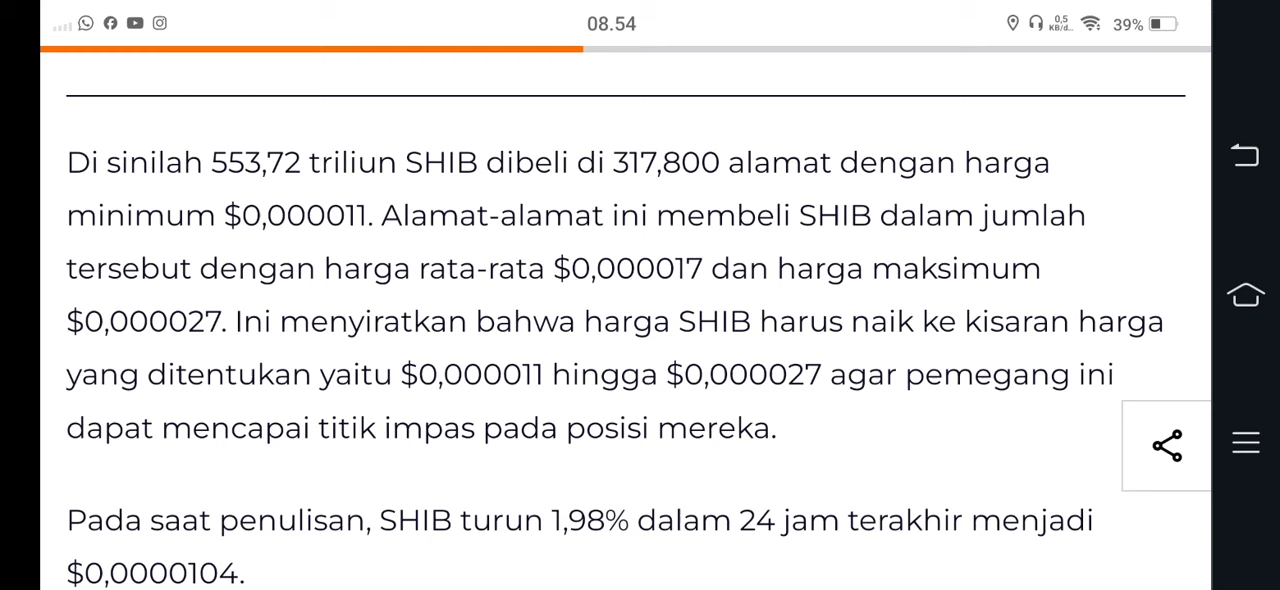 08.54
0,5
KB/d...
39%
Di sinilah 553,72 triliun SHIB dibeli di 317,800 alamat dengan harga
minimum $0,000011. Alamat-alamat ini membeli SHIB dalam jumlah
tersebut dengan harga rata-rata $0,000017 dan harga maksimum
$0,000027. Ini menyiratkan bahwa harga SHIB harus naik ke kisaran harga
yang ditentukan yaitu $0,000011 hingga $0,000027 agar pemegang ini
dapat mencapai titik impas pada posisi mereka.
Pada saat penulisan, SHIB turun 1,98% dalam 24 jam terakhir menjadi
$0,0000104.